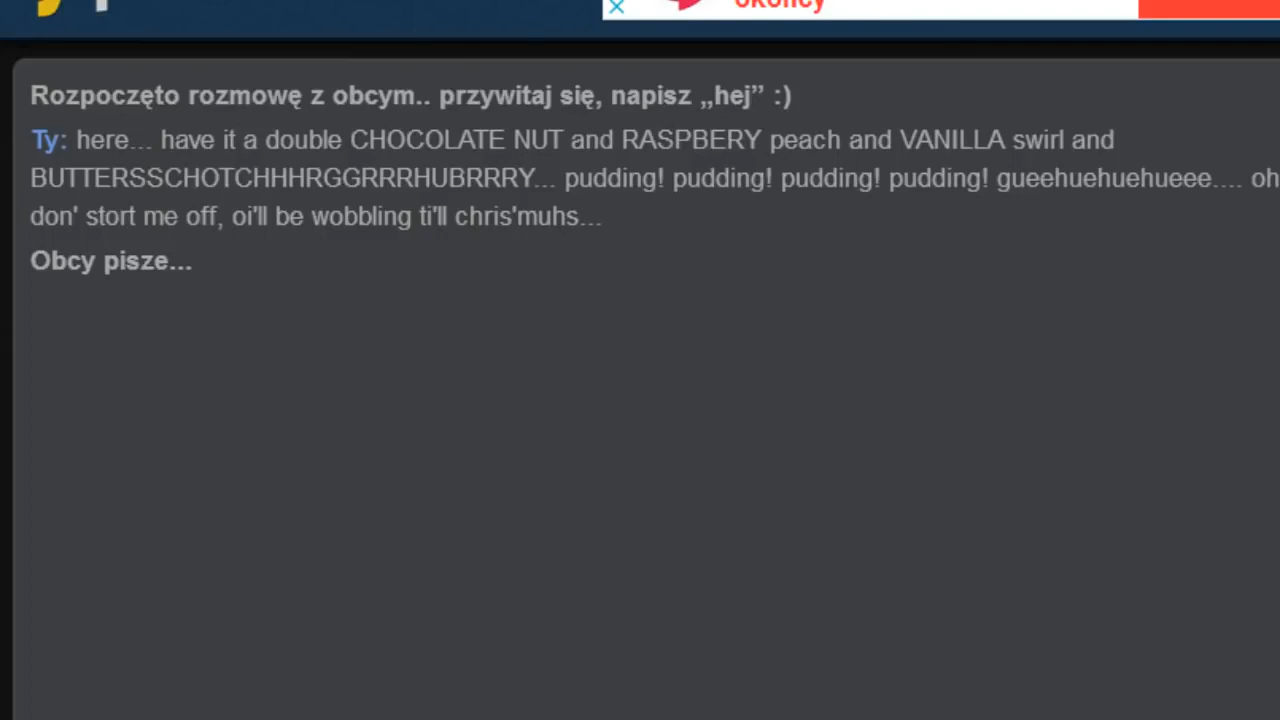 okońcy
Rozpoczęto rozmowę z obcym.. przywitaj się, napisz „hej” :)
Ty: here... have it a double CHOCOLATE NUT and RASPBERY peach and VANILLA swirl and
BUTTERSSCHOTCHHHRGGRRRHUBRRRY... pudding! pudding! pudding! pudding! gueehuehuehueee.... oh
don' stort me off, oi'll be wobbling ti'll chris'muhs...
Obcy pisze...